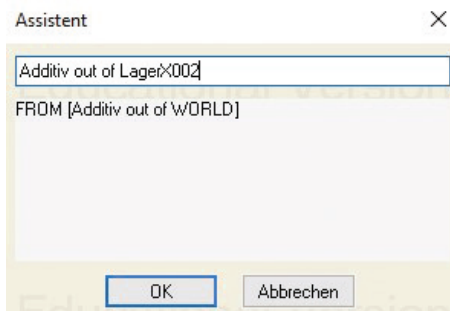 Assistent
Additiv out of LagerX002
FROM [Additiv out of WORLD]
OK
Abbrechen